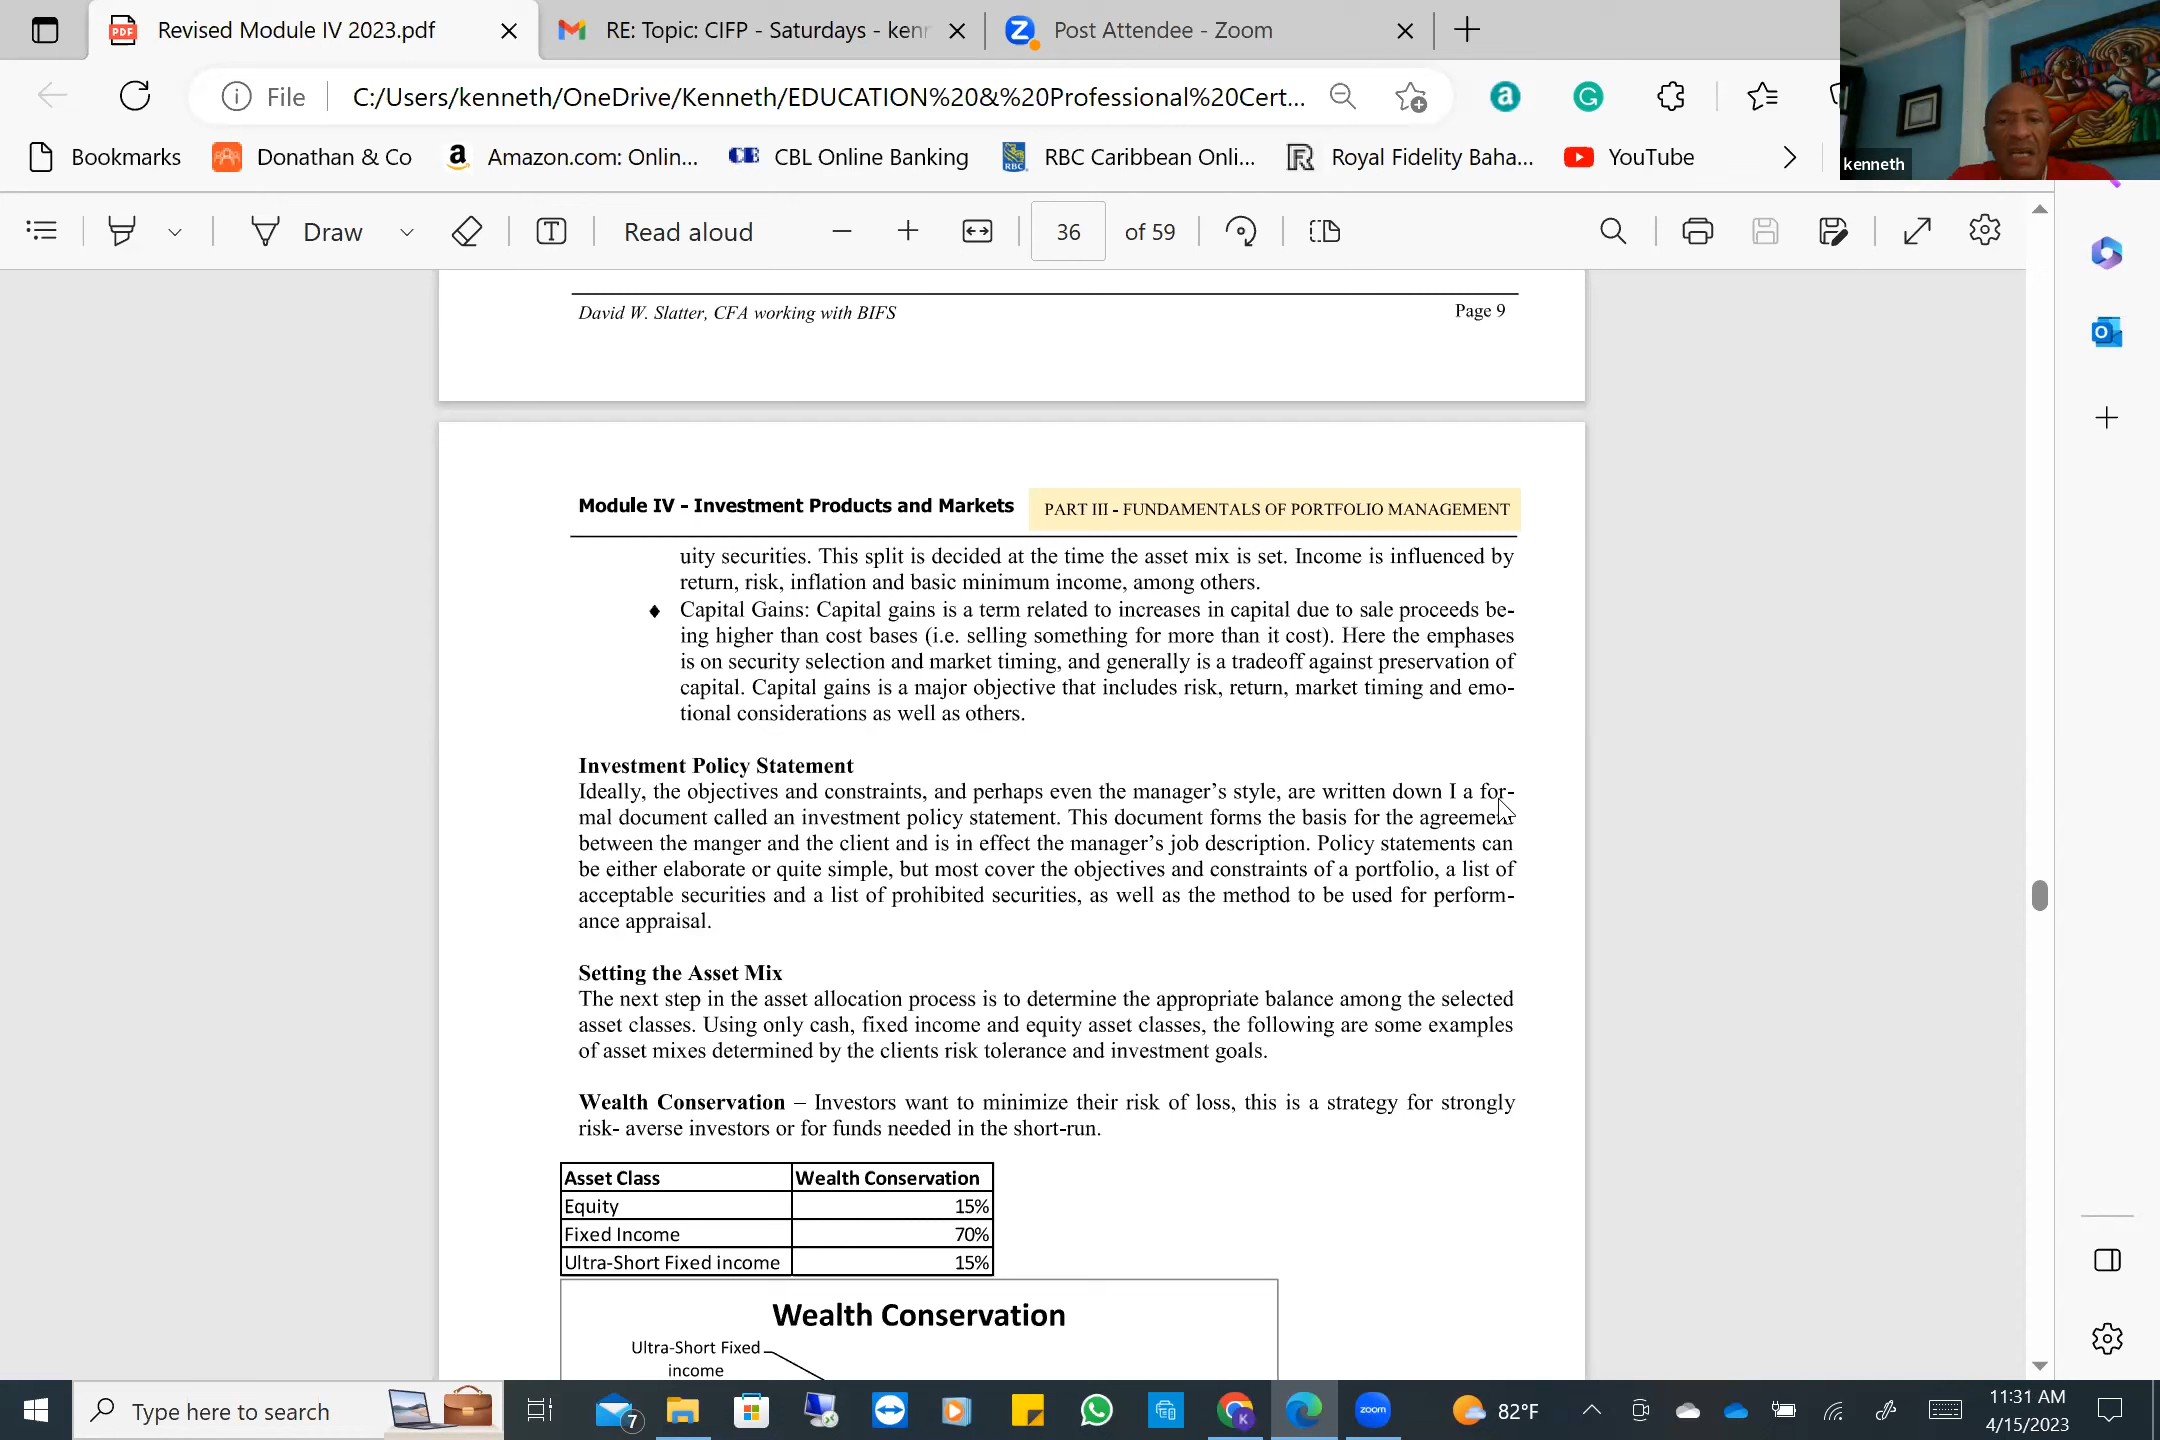 Revised Module IV 2023.pdf
RE: Topic: CIFP - Saturdays - ken
Post Attendee - Zoom
File
C:/Users/kenneth/OneDrive/Kenneth/EDUCATION%20&%20Professional%20Cert...
Bookmarks
Donathan & Co
Amazon.com: Onlin...
CBL Online Banking
RBC Caribbean Onli...
Royal Fidelity Baha...
YouTube
kenneth
Draw
Read aloud
36
of 59
David W. Slatter, CFA working with BIFS
Page 9
Module IV - Investment Products and Markets
PART III - FUNDAMENTALS OF PORTFOLIO MANAGEMENT
uity securities. This split is decided at the time the asset mix is set. Income is influenced by
return, risk, inflation and basic minimum income, among others.
♦ Capital Gains: Capital gains is a term related to increases in capital due to sale proceeds be-
ing higher than cost bases (i.e. selling something for more than it cost). Here the emphases
is on security selection and market timing, and generally is a tradeoff against preservation of
capital. Capital gains is a major objective that includes risk, return, market timing and emo-
tional considerations as well as others.
Investment Policy Statement
Ideally, the objectives and constraints, and perhaps even the manager's style, are written down I a for-
mal document called an investment policy statement. This document forms the basis for the agreement
between the manger and the client and is in effect the manager's job description. Policy statements can
be either elaborate or quite simple, but most cover the objectives and constraints of a portfolio, a list of
acceptable securities and a list of prohibited securities, as well as the method to be used for perform-
ance appraisal.
Setting the Asset Mix
The next step in the asset allocation process is to determine the appropriate balance among the selected
asset classes. Using only cash, fixed income and equity asset classes, the following are some examples
of asset mixes determined by the clients risk tolerance and investment goals.
Wealth Conservation – Investors want to minimize their risk of loss, this is a strategy for strongly
risk- averse investors or for funds needed in the short-run.
Asset Class Wealth Conservation
Equity 15%
Fixed Income 70%
Ultra-Short Fixed income 15%
Wealth Conservation
Ultra-Short Fixed
income
Type here to search
7
zoom
82°F
11:31 AM
4/15/2023